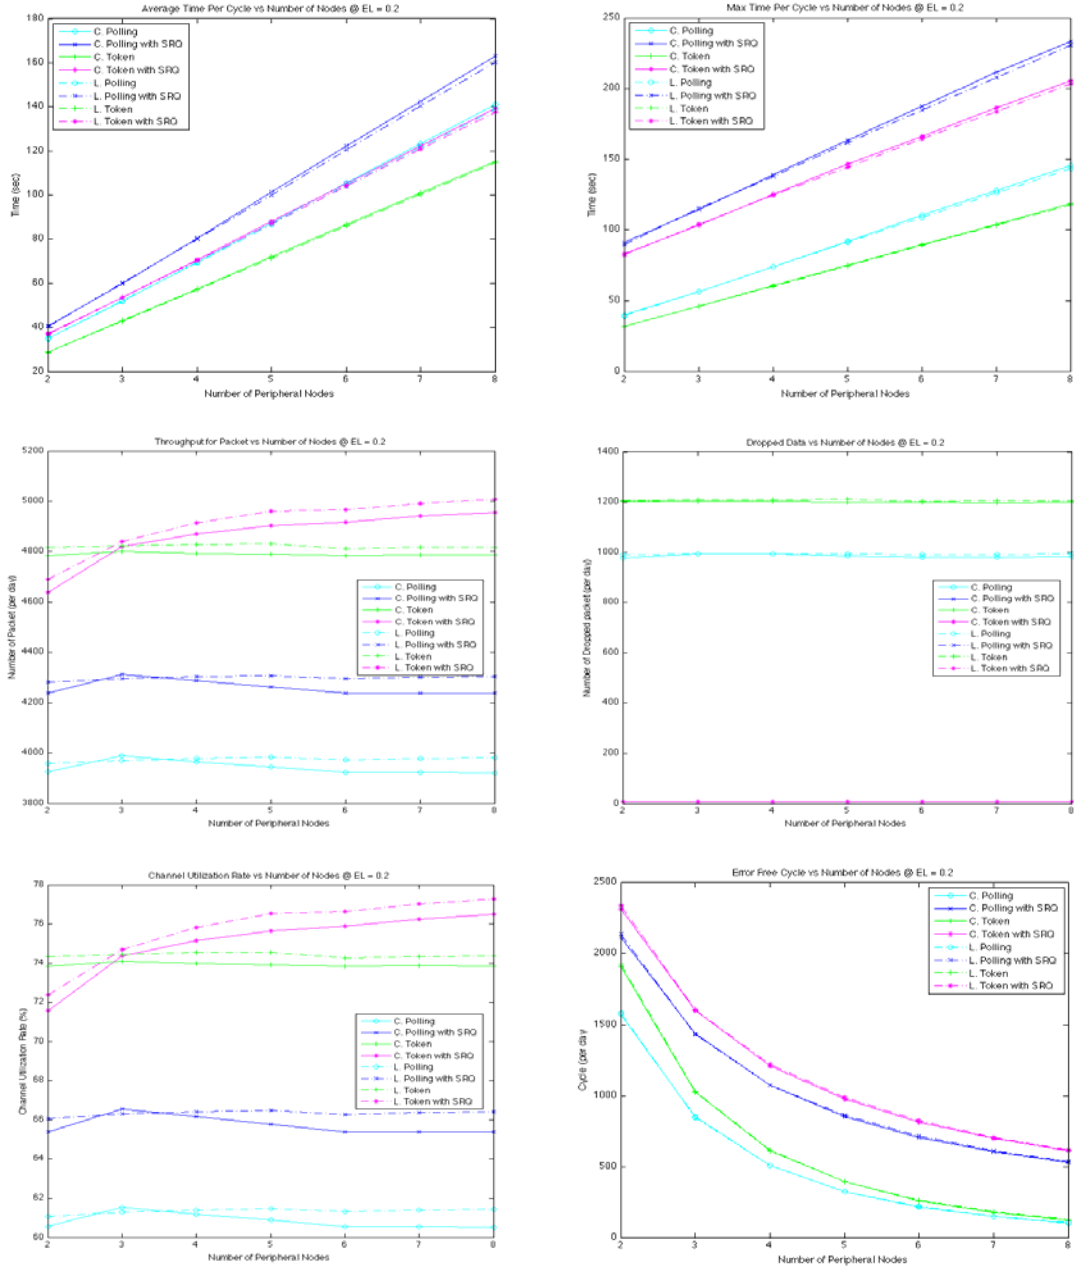 Average Time Per Cycle vs Number of Nodes @ EL = 0.2
180
160
140
120
100
80
60
40
20
Time (sec)
C. Polling
C. Polling with SRQ
C. Token
C. Token with SRQ
L. Polling
L. Polling with SRQ
L. Token
L. Token with SRQ
2 3 4 5 6 7 8
Number of Peripheral Nodes
Max Time Per Cycle vs Number of Nodes @ EL = 0.2
250
200
150
100
50
0
Time (sec)
C. Polling
C. Polling with SRQ
C. Token
C. Token with SRQ
L. Polling
L. Polling with SRQ
L. Token
L. Token with SRQ
2 3 4 5 6 7 8
Number of Peripheral Nodes
Throughput for Packet vs Number of Nodes @ EL = 0.2
5200
5000
4800
4600
4400
4200
4000
3800
Number of Packet (per day)
C. Polling
C. Polling with SRQ
C. Token
C. Token with SRQ
L. Polling
L. Polling with SRQ
L. Token
L. Token with SRQ
2 3 4 5 6 7 8
Number of Peripheral Nodes
Dropped Data vs Number of Nodes @ EL = 0.2
1400
1200
1000
800
600
400
200
0
Number of Dropped packet (per day)
C. Polling
C. Polling with SRQ
C. Token
C. Token with SRQ
L. Polling
L. Polling with SRQ
L. Token
L. Token with SRQ
2 3 4 5 6 7 8
Number of Peripheral Nodes
Channel Utilization Rate vs Number of Nodes @ EL = 0.2
78
76
74
72
70
68
66
64
62
60
Channel Utilization Rate (%)
C. Polling
C. Polling with SRQ
C. Token
C. Token with SRQ
L. Polling
L. Polling with SRQ
L. Token
L. Token with SRQ
2 3 4 5 6 7 8
Number of Peripheral Nodes
Error Free Cycle vs Number of Nodes @ EL = 0.2
2500
2000
1500
1000
500
0
Cycle (per day
C. Polling
C. Polling with SRQ
C. Token
C. Token with SRQ
L. Polling
L. Polling with SRQ
L. Token
L. Token with SRQ
2 3 4 5 6 7 8
Number of Peripheral Nodes